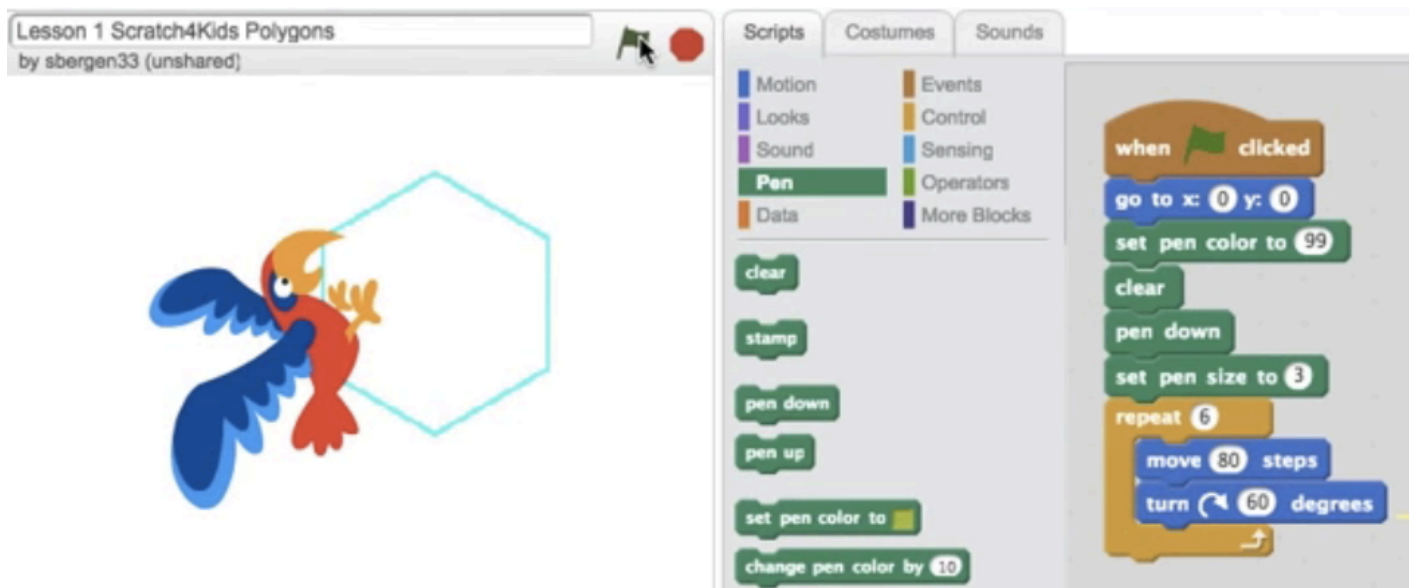 Lesson 1 Scratch4Kids Polygons
by sbergen33 (unshared)
Scripts
Costumes
Sounds
Motion
Looks
Sound
Pen
Data
Events
Control
Sensing
Operators
More Blocks
clear
stamp
pen down
pen up
set pen color to
change pen color by 10
when clicked
go to x: 0 y: 0
set pen color to 99
clear
pen down
set pen size to 3
repeat 6
move 80 steps
turn 60 degrees